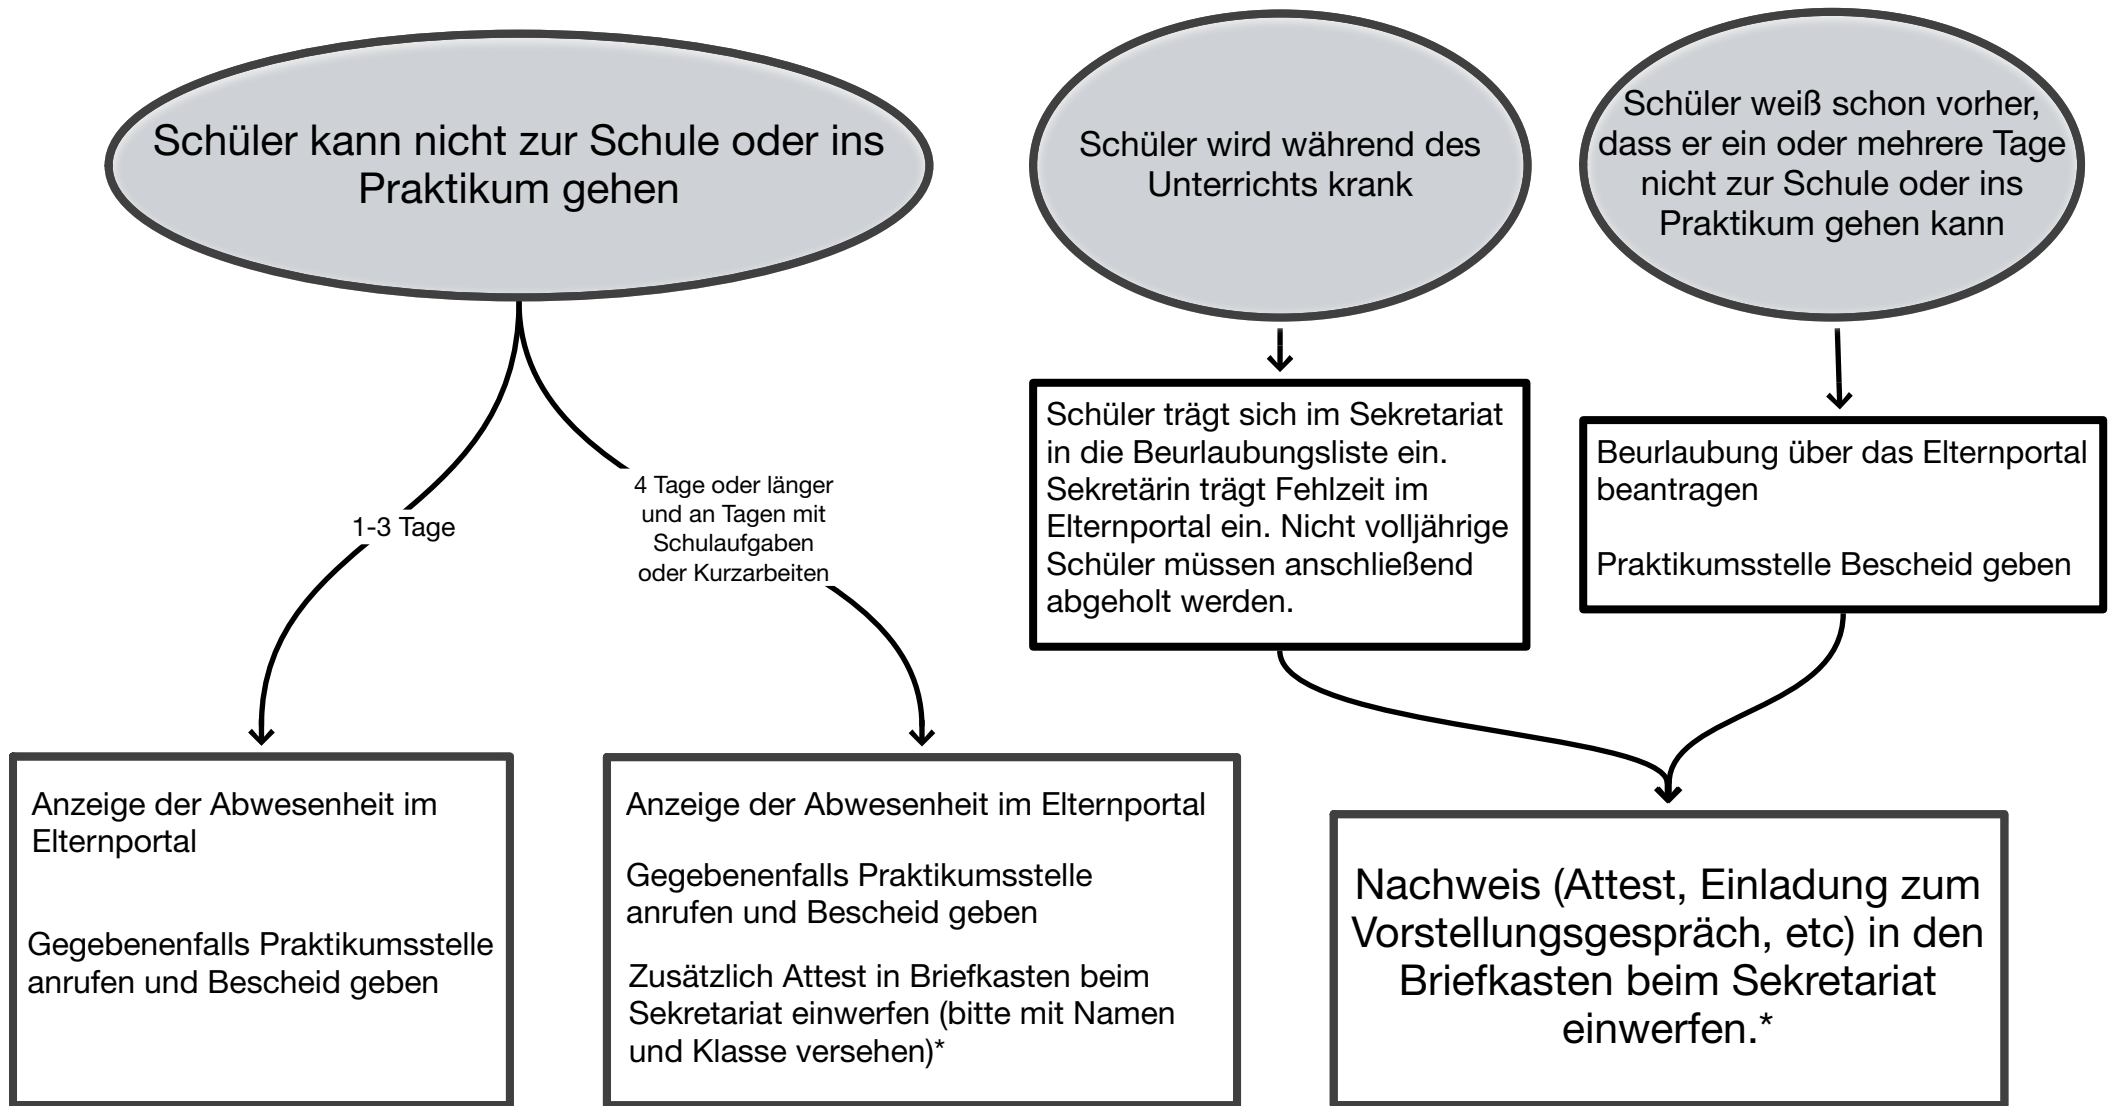 Schüler kann nicht zur Schule oder ins
Praktikum gehen
Schüler wird während des
Unterrichts krank
Schüler weiß schon vorher,
dass er ein oder mehrere Tage
nicht zur Schule oder ins
Praktikum gehen kann
1-3 Tage
4 Tage oder länger
und an Tagen mit
Schulaufgaben
oder Kurzarbeiten
Schüler trägt sich im Sekretariat
in die Beurlaubungsliste ein.
Sekretärin trägt Fehlzeit im
Elternportal ein. Nicht volljährige
Schüler müssen anschließend
abgeholt werden.
Beurlaubung über das Elternportal
beantragen
Praktikumsstelle Bescheid geben
Anzeige der Abwesenheit im
Elternportal
Gegebenenfalls Praktikumsstelle
anrufen und Bescheid geben
Anzeige der Abwesenheit im Elternportal
Gegebenenfalls Praktikumsstelle
anrufen und Bescheid geben
Zusätzlich Attest in Briefkasten beim
Sekretariat einwerfen (bitte mit Namen
und Klasse versehen)*
Nachweis (Attest, Einladung zum
Vorstellungsgespräch, etc) in den
Briefkasten beim Sekretariat
einwerfen.*